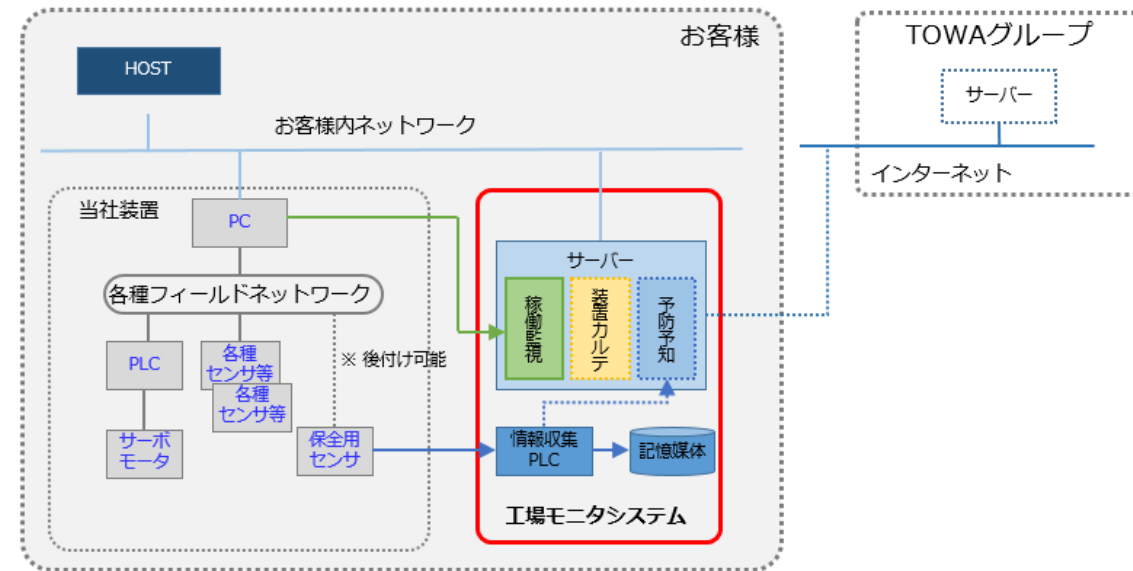 お客様
TOWAグループ
HOST
サーバー
お客様内ネットワーク
インターネット
当社装置
PC
サーバー
各種フィールドネットワーク
稼働監視
装置カルテ
予防予知
PLC
各種
センサ等
各種
センサ等
※ 後付け可能
サーボ
モータ
保全用
センサ
情報収集
PLC
記憶媒体
工場モニタシステム